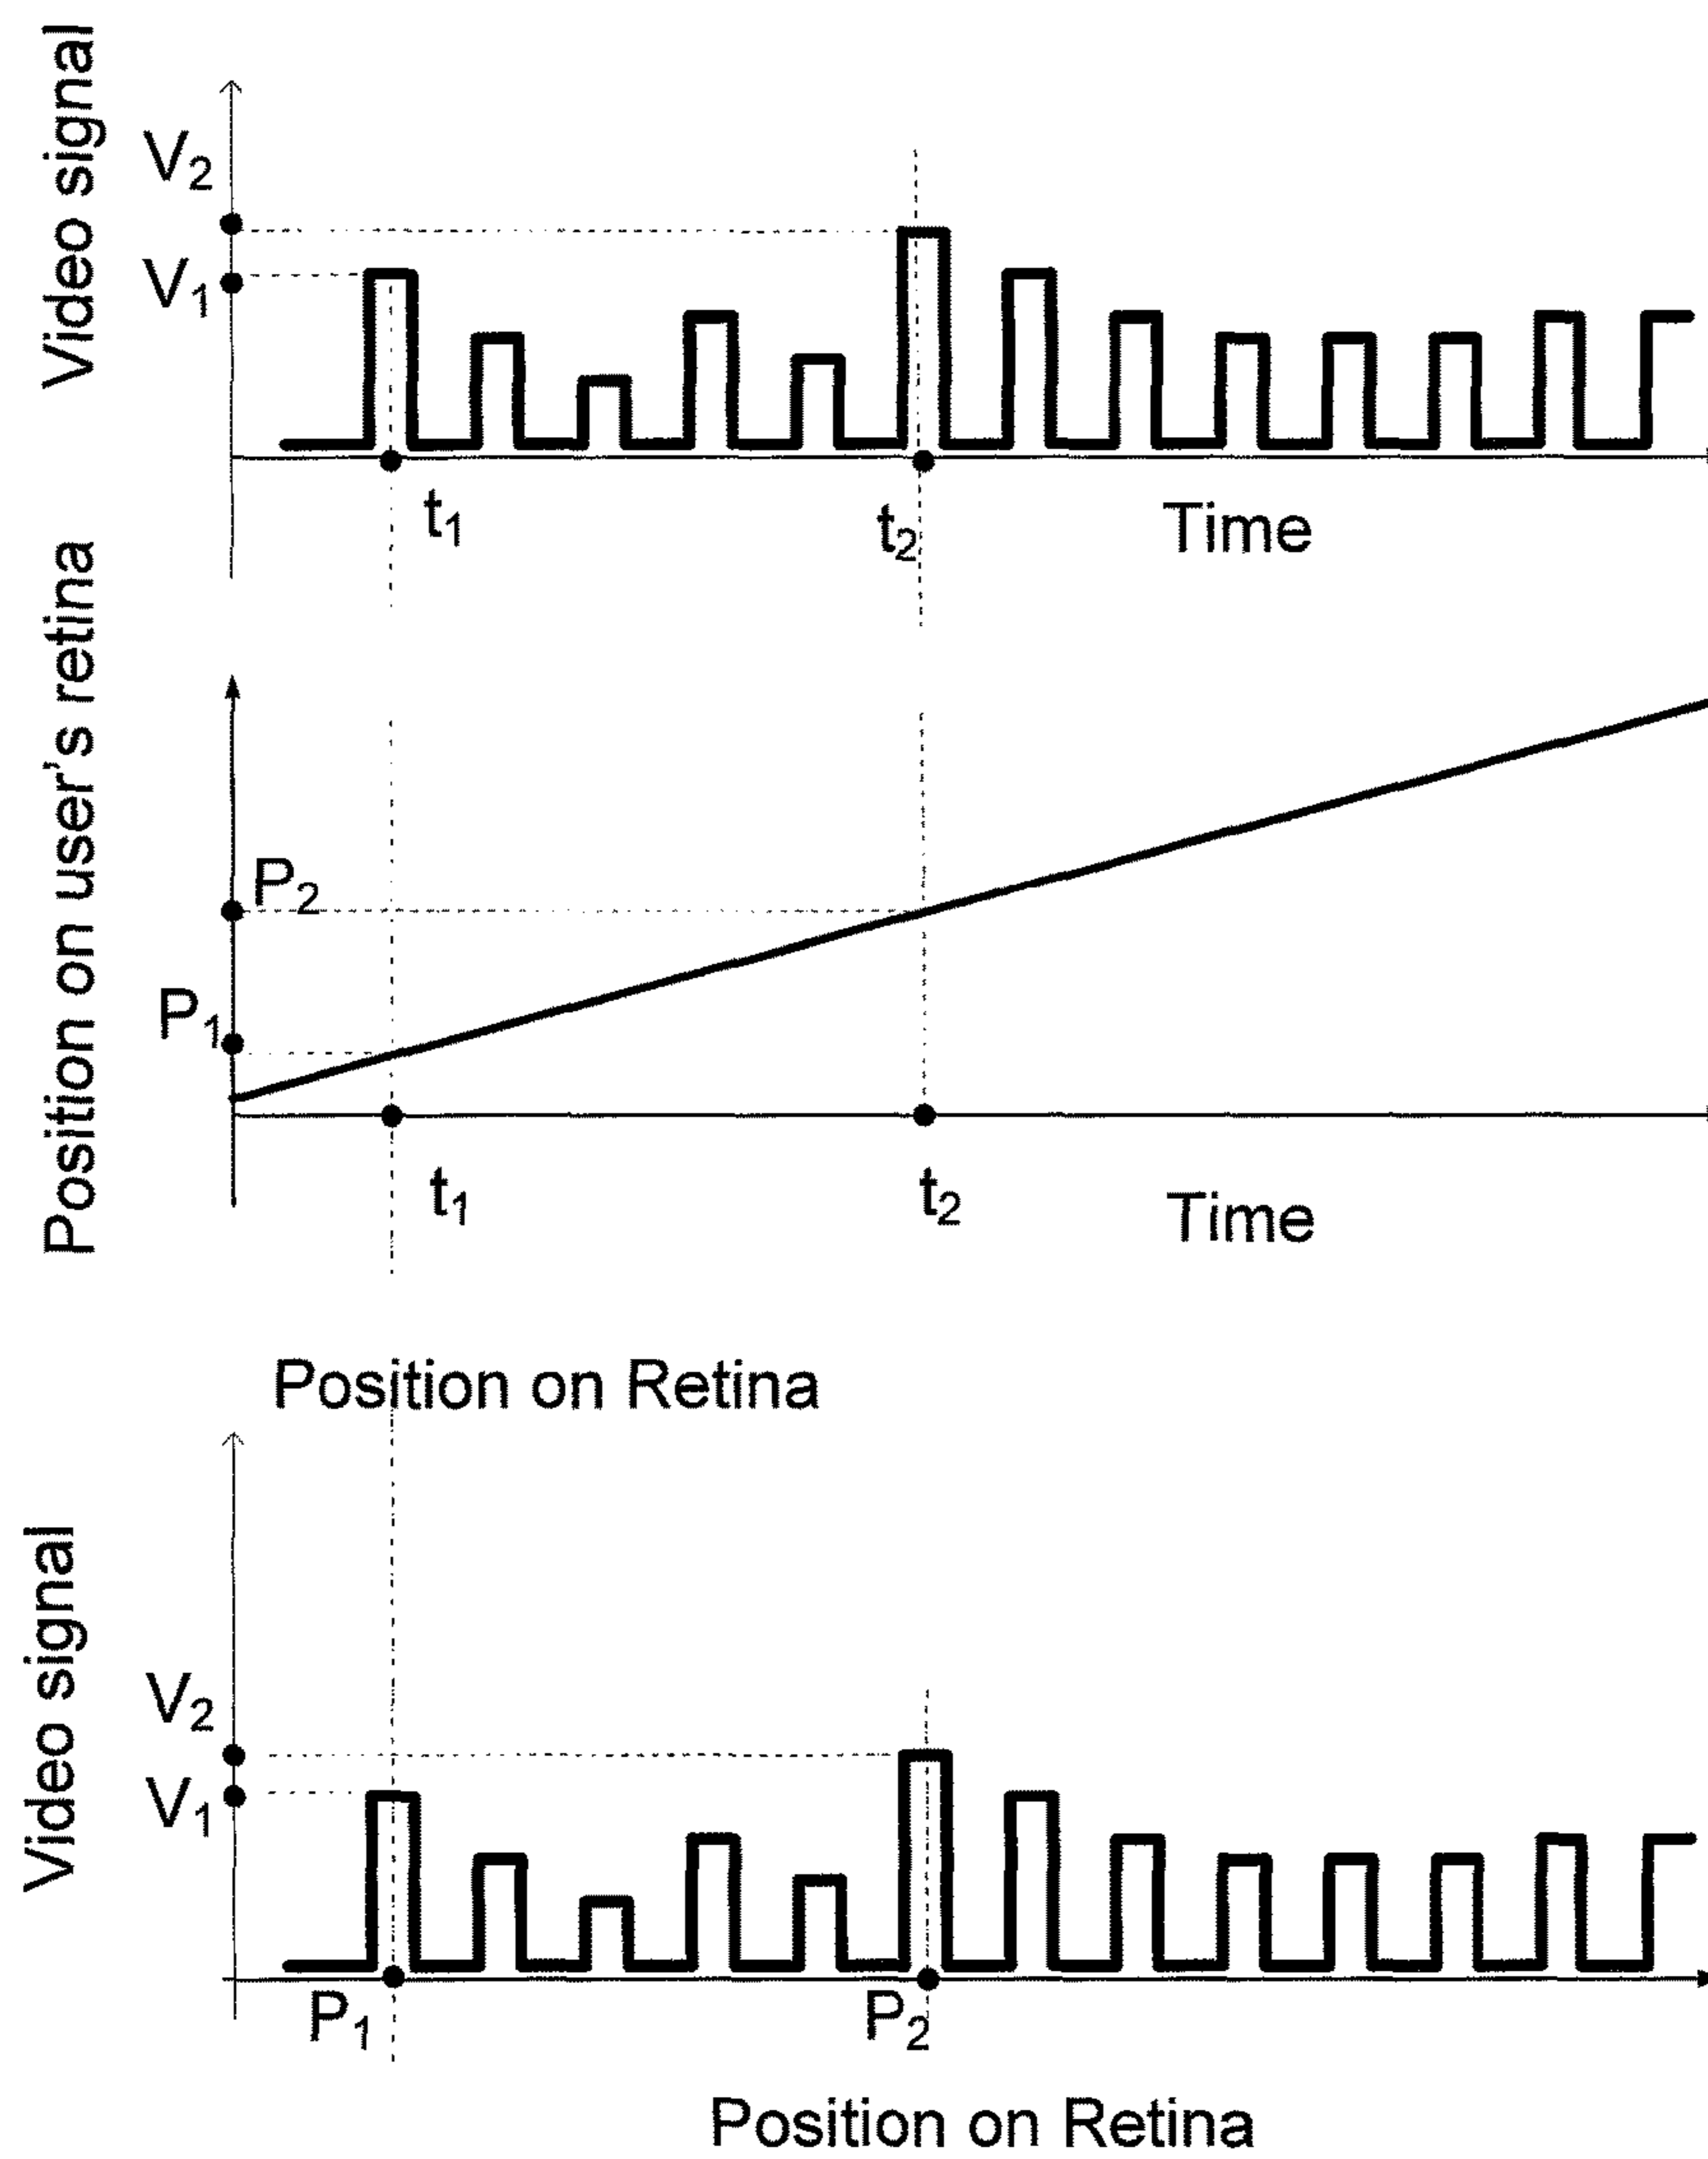 Video signal
V2
V1
t1
t2
Time
Position on user's retina
P2
P1
t1
t2
Time
Position on Retina
Video signal
V2
V1
P1
P2
Position on Retina